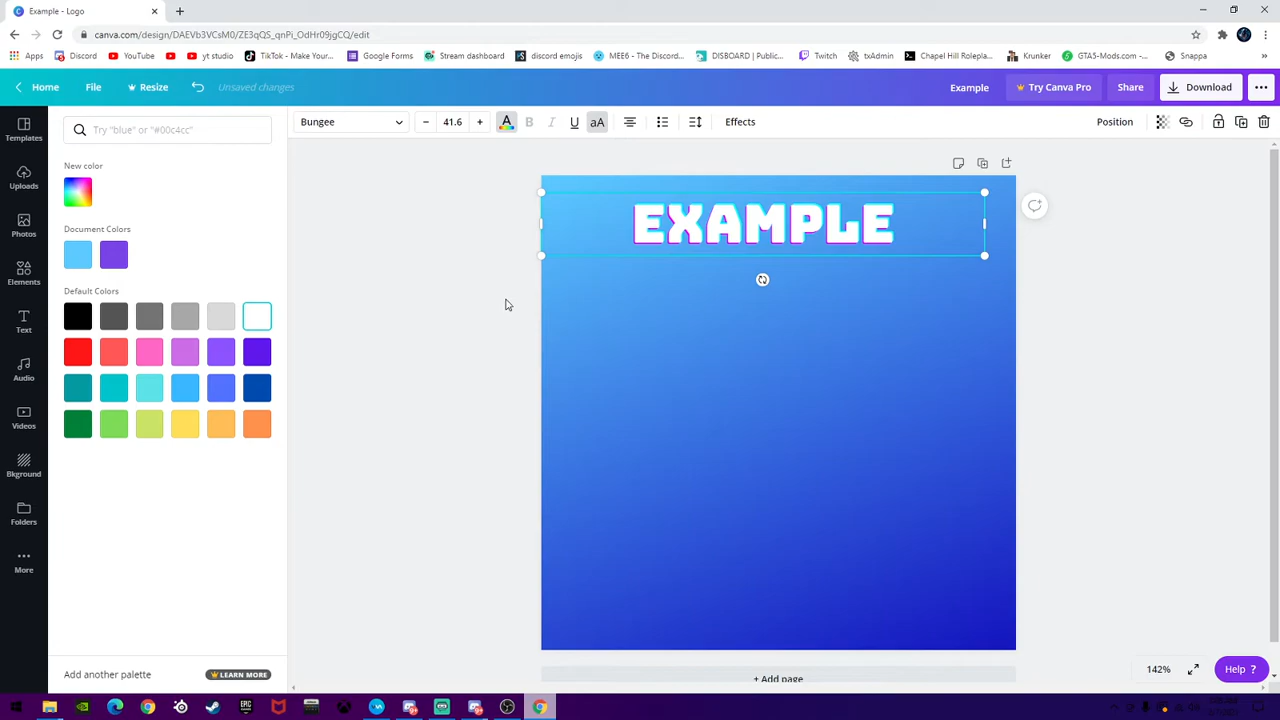 Example - Logo
canva.com/design/DAEVb3VCsM0/ZE3qQS_qnPi_OdHr09jgCQ/edit
Apps Discord YouTube yt studio TikTok - Make Your... Google Forms Stream dashboard discord emojis MEE6 - The Discord... DISBOARD | Public... Twitch txAdmin Chapel Hill Rolepla... Krunker GTA5-Mods.com -... Snappa
Home File Resize Unsaved changes Example Try Canva Pro Share Download
Templates
Uploads
Photos
Elements
Text
Audio
Videos
Bkground
Folders
More
Try "blue" or "#00c4cc"
New color
Document Colors
Default Colors
Add another palette LEARN MORE
Bungee 41.6 A B I U aA Effects Position
EXAMPLE
+ Add page
142% Help ?